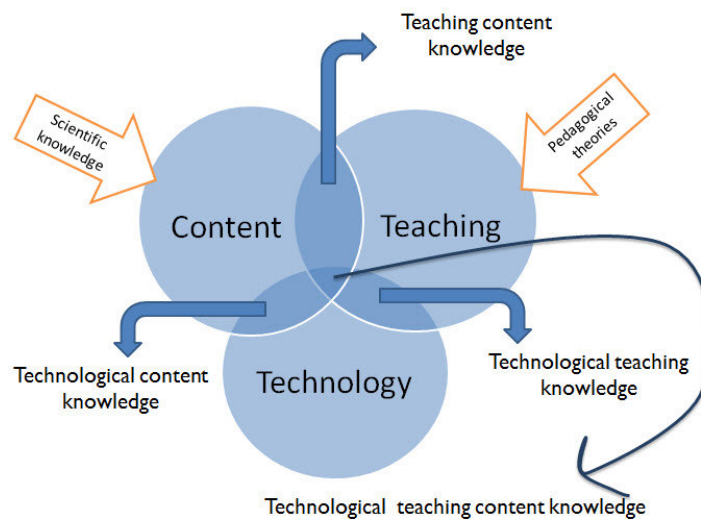 Teaching content
knowledge
Scientific
knowledge
Pedagogical
theories
Content
Teaching
Technological content
knowledge
Technological teaching
knowledge
Technology
Technological teaching content knowledge